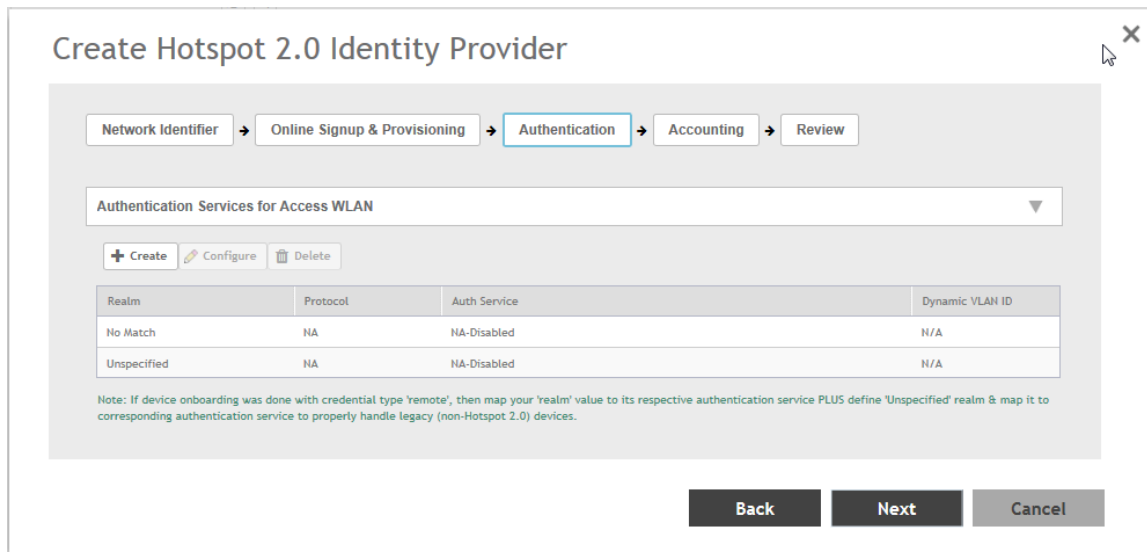 Create Hotspot 2.0 Identity Provider
Network Identifier → Online Signup & Provisioning → Authentication → Accounting → Review
Authentication Services for Access WLAN
Create Configure Delete
Realm Protocol Auth Service Dynamic VLAN ID
No Match NA NA-Disabled N/A
Unspecified NA NA-Disabled N/A
Note: If device onboarding was done with credential type 'remote', then map your 'realm' value to its respective authentication service PLUS define 'Unspecified' realm & map it to
corresponding authentication service to properly handle legacy (non-Hotspot 2.0) devices.
Back Next Cancel